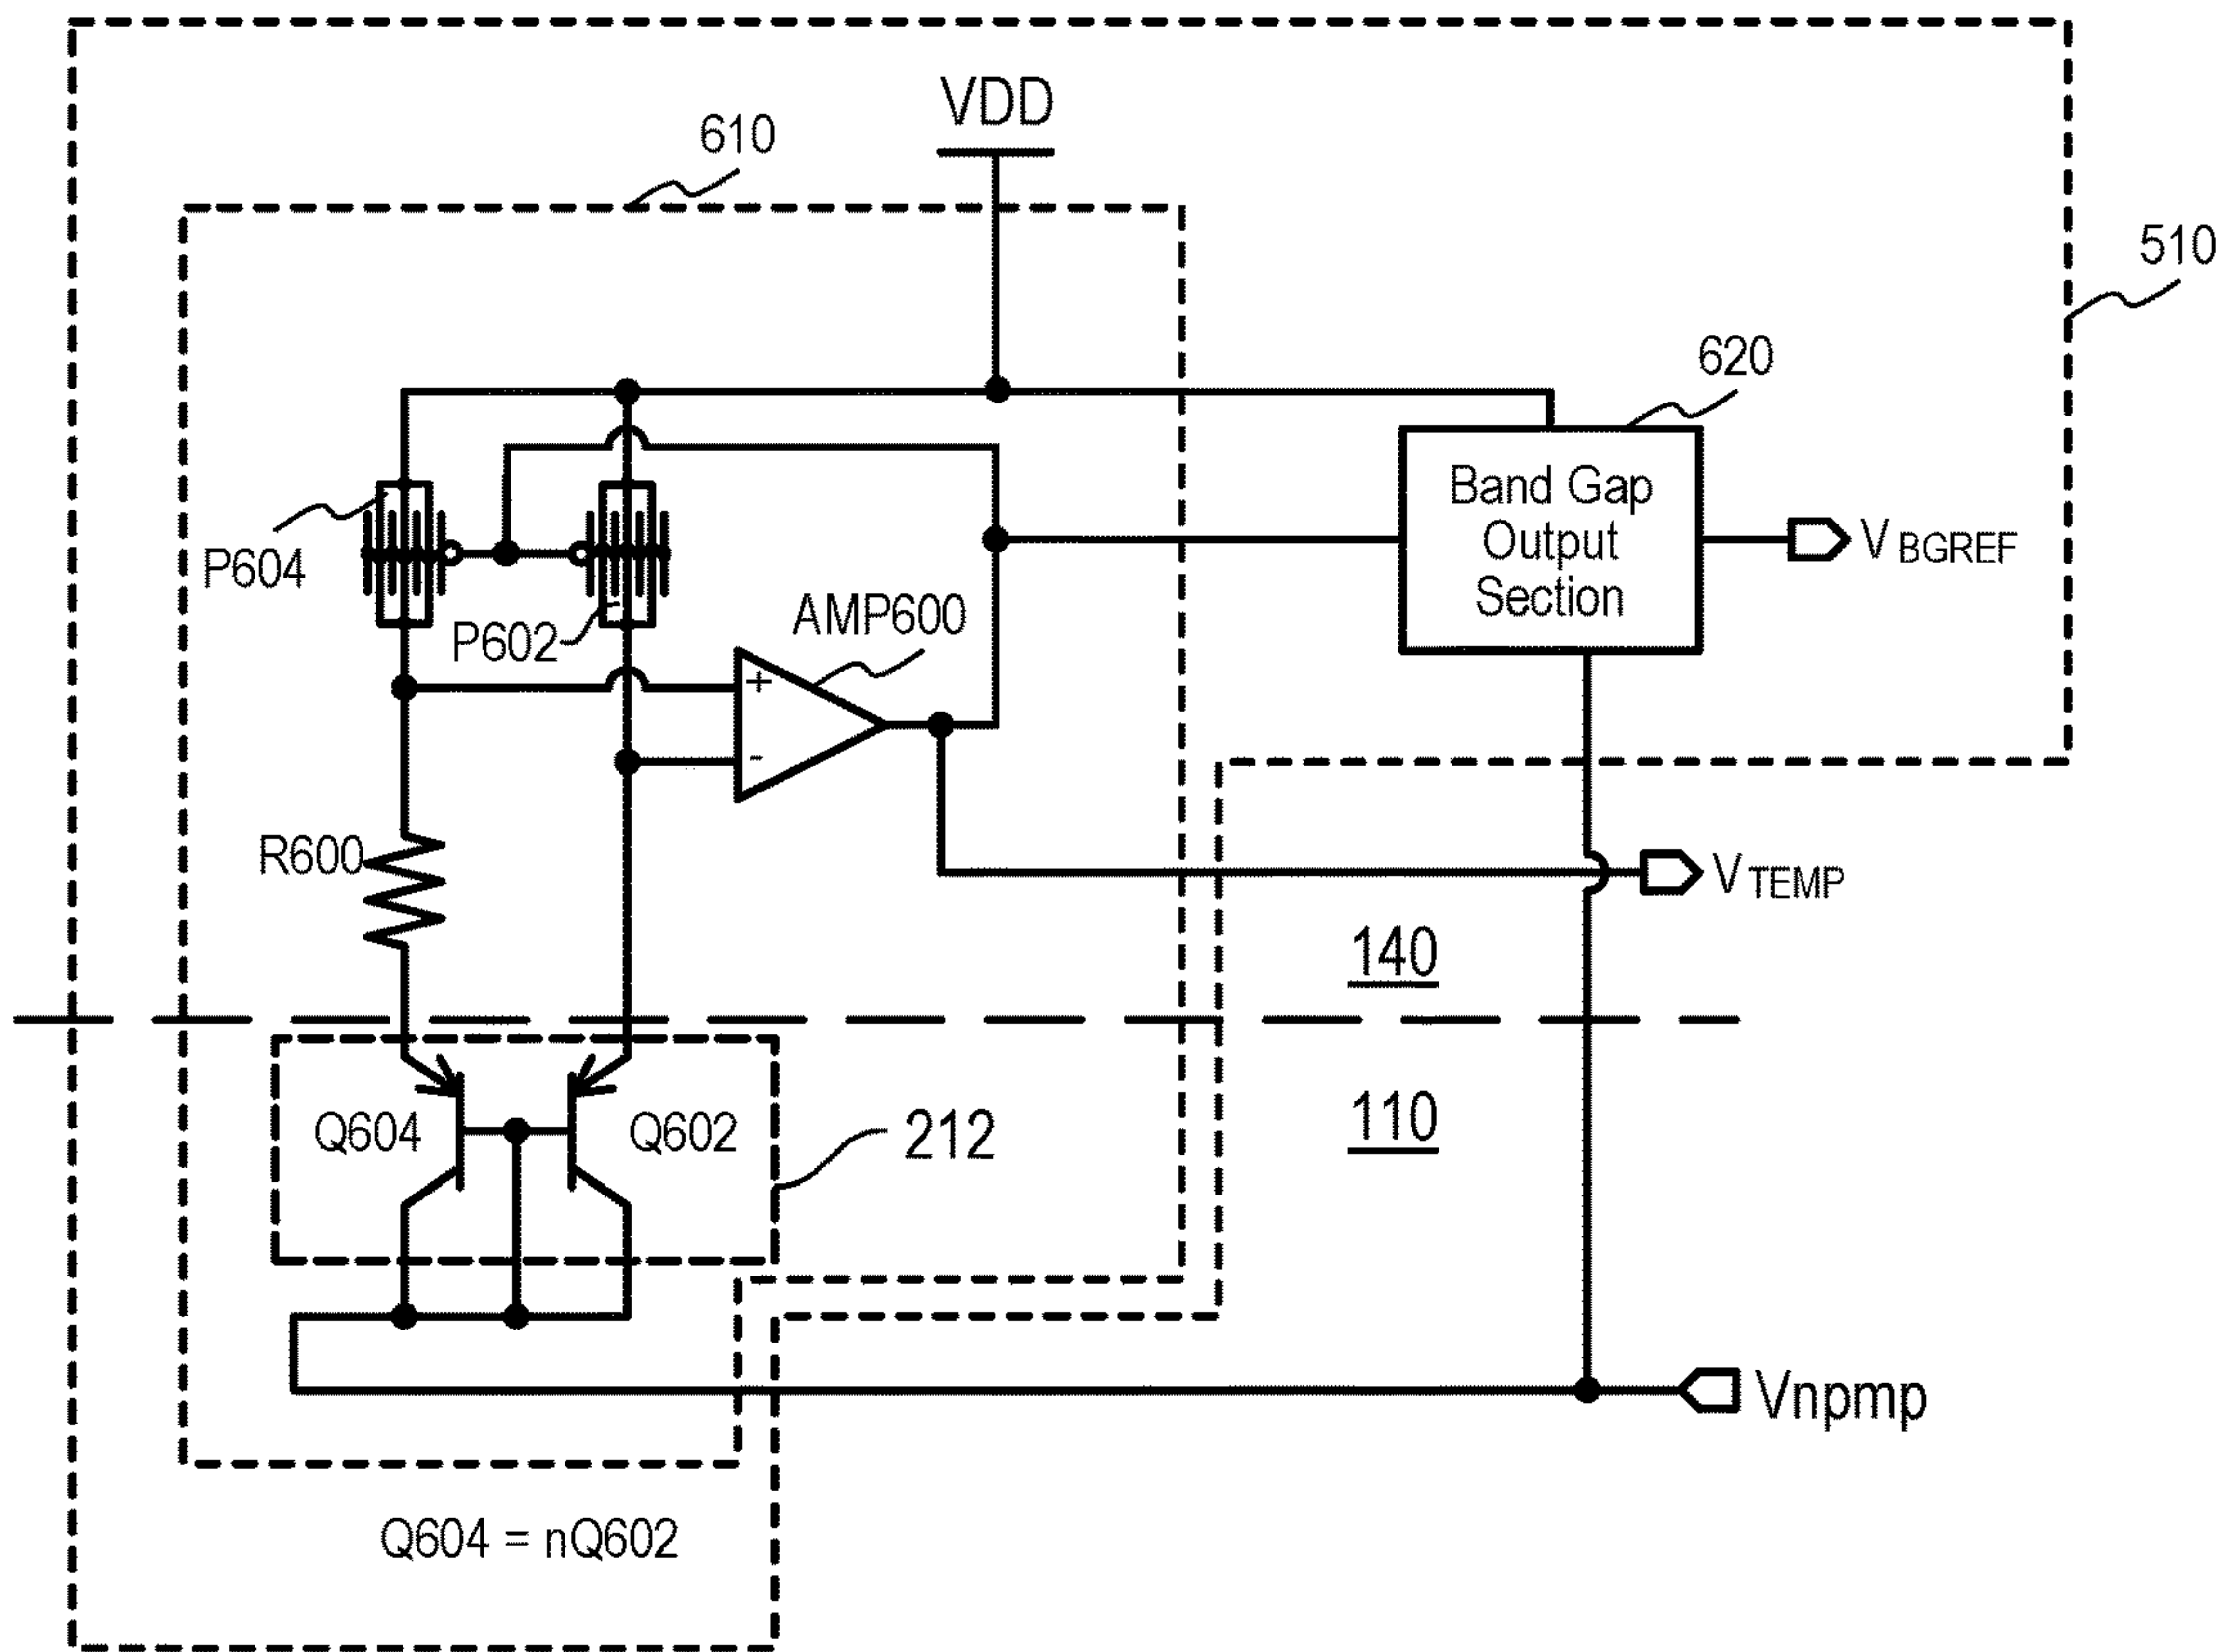 VDD
610
510
620
Band Gap
Output
Section
V BGREF
P604
P602
AMP600
+
-
R600
V TEMP
140
110
Q604
Q602
212
Vnpmp
Q604 = nQ602